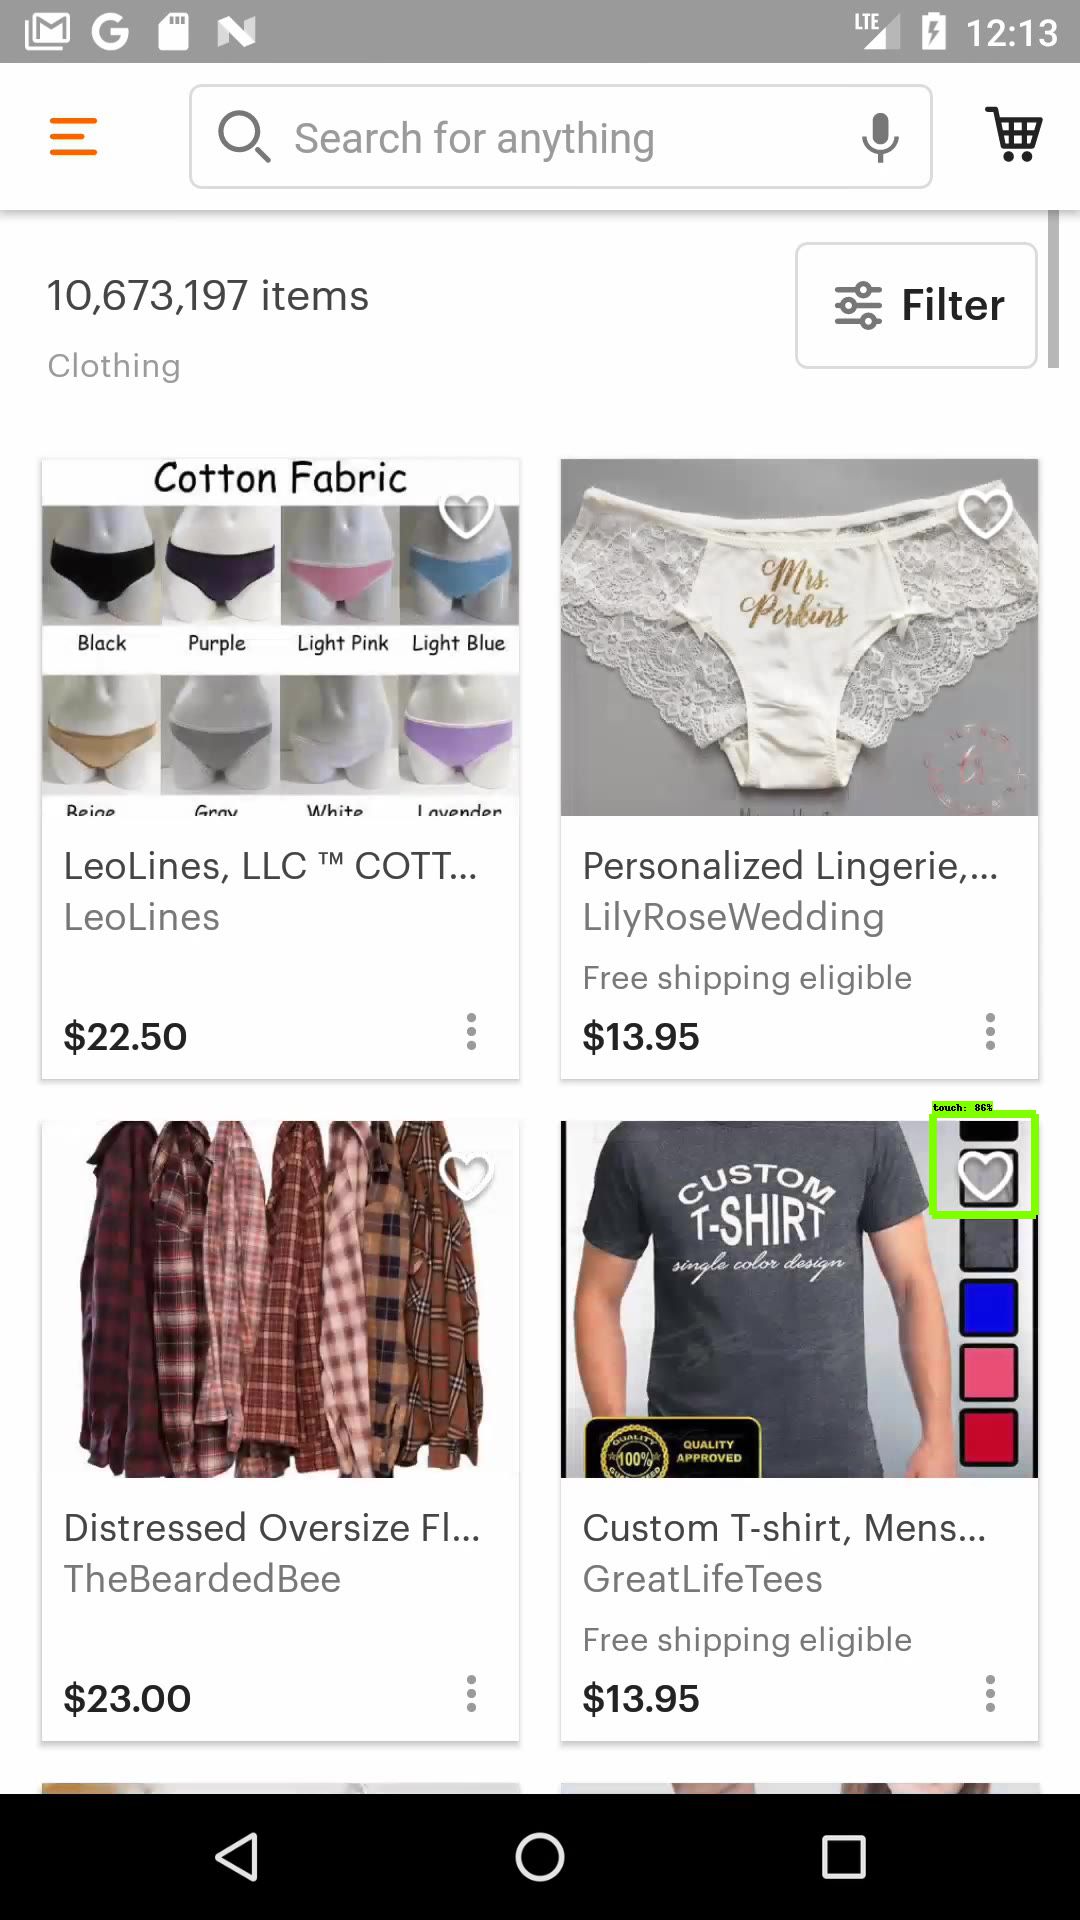 LTE 12:13
Search for anything
10,673,197 items
Filter
Clothing
Cotton Fabric
Black Purple Light Pink Light Blue
Beige Gray White Lavender
Mrs.
Perkins
LeoLines, LLC ™ COTT...
LeoLines
$22.50
Personalized Lingerie,...
LilyRoseWedding
Free shipping eligible
$13.95
touch: 86%
CUSTOM
T-SHIRT
single color design
QUALITY
100%
QUALITY
APPROVED
Distressed Oversize Fl...
TheBeardedBee
$23.00
Custom T-shirt, Mens...
GreatLifeTees
Free shipping eligible
$13.95